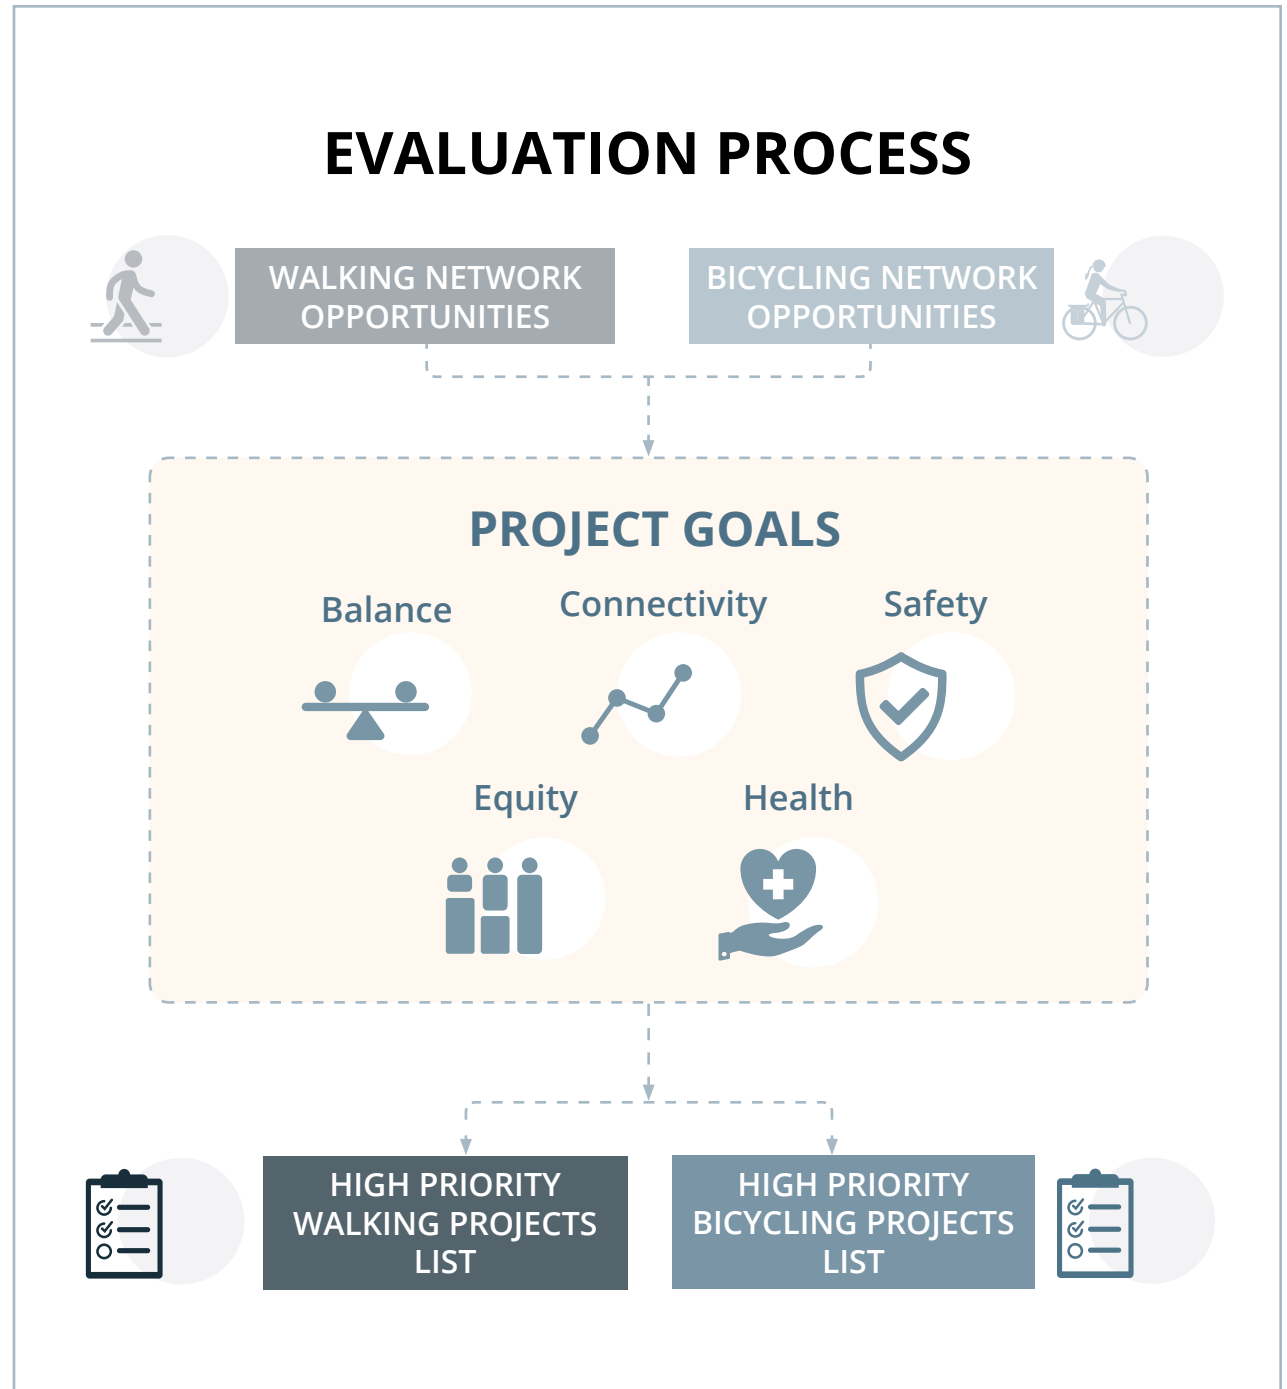 EVALUATION PROCESS
WALKING NETWORK
OPPORTUNITIES
BICYCLING NETWORK
OPPORTUNITIES
PROJECT GOALS
Balance
Connectivity
Safety
Equity
Health
HIGH PRIORITY
WALKING PROJECTS
LIST
HIGH PRIORITY
BICYCLING PROJECTS
LIST